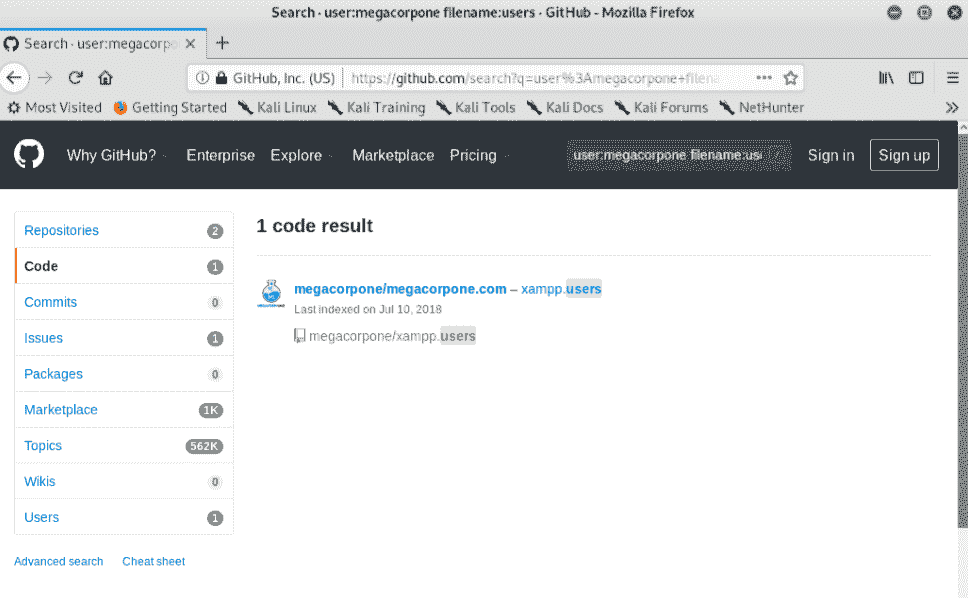 Search · user:megacorpone filename:users · GitHub - Mozilla Firefox
Search · user:megacorpo
GitHub, Inc. (US) https://github.com/search?q=user%3Amegacorpone+filena
Most Visited Getting Started Kali Linux Kali Training Kali Tools Kali Docs Kali Forums NetHunter
Why GitHub? Enterprise Explore Marketplace Pricing user:megacorpone filename:us Sign in Sign up
Repositories 2
Code 1
Commits 0
Issues 1
Packages 0
Marketplace 1K
Topics 562K
Wikis 0
Users 1
Advanced search Cheat sheet
1 code result
megacorpone/megacorpone.com – xampp.users
Last indexed on Jul 10, 2018
megacorpone/xampp.users